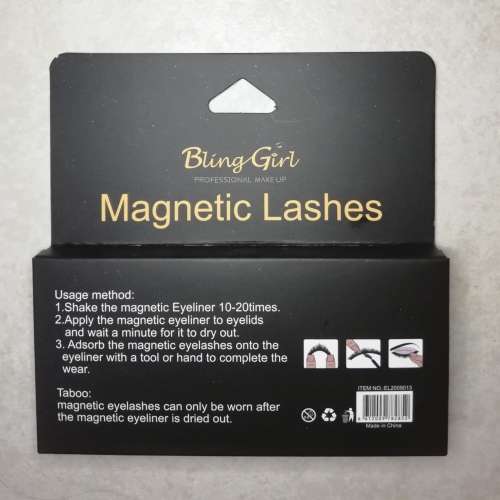 Bling Girl
PROFESSIONAL MAKE UP
Magnetic Lashes
Usage method:
1.Shake the magnetic Eyeliner 10-20times.
2.Apply the magnetic eyeliner to eyelids
and wait a minute for it to dry out.
3. Adsorb the magnetic eyelashes onto the
eyeliner with a tool or hand to complete the
wear.
Taboo:
magnetic eyelashes can only be worn after
the magnetic eyeliner is dried out.
ITEM NO.:EL2009013
Made in China